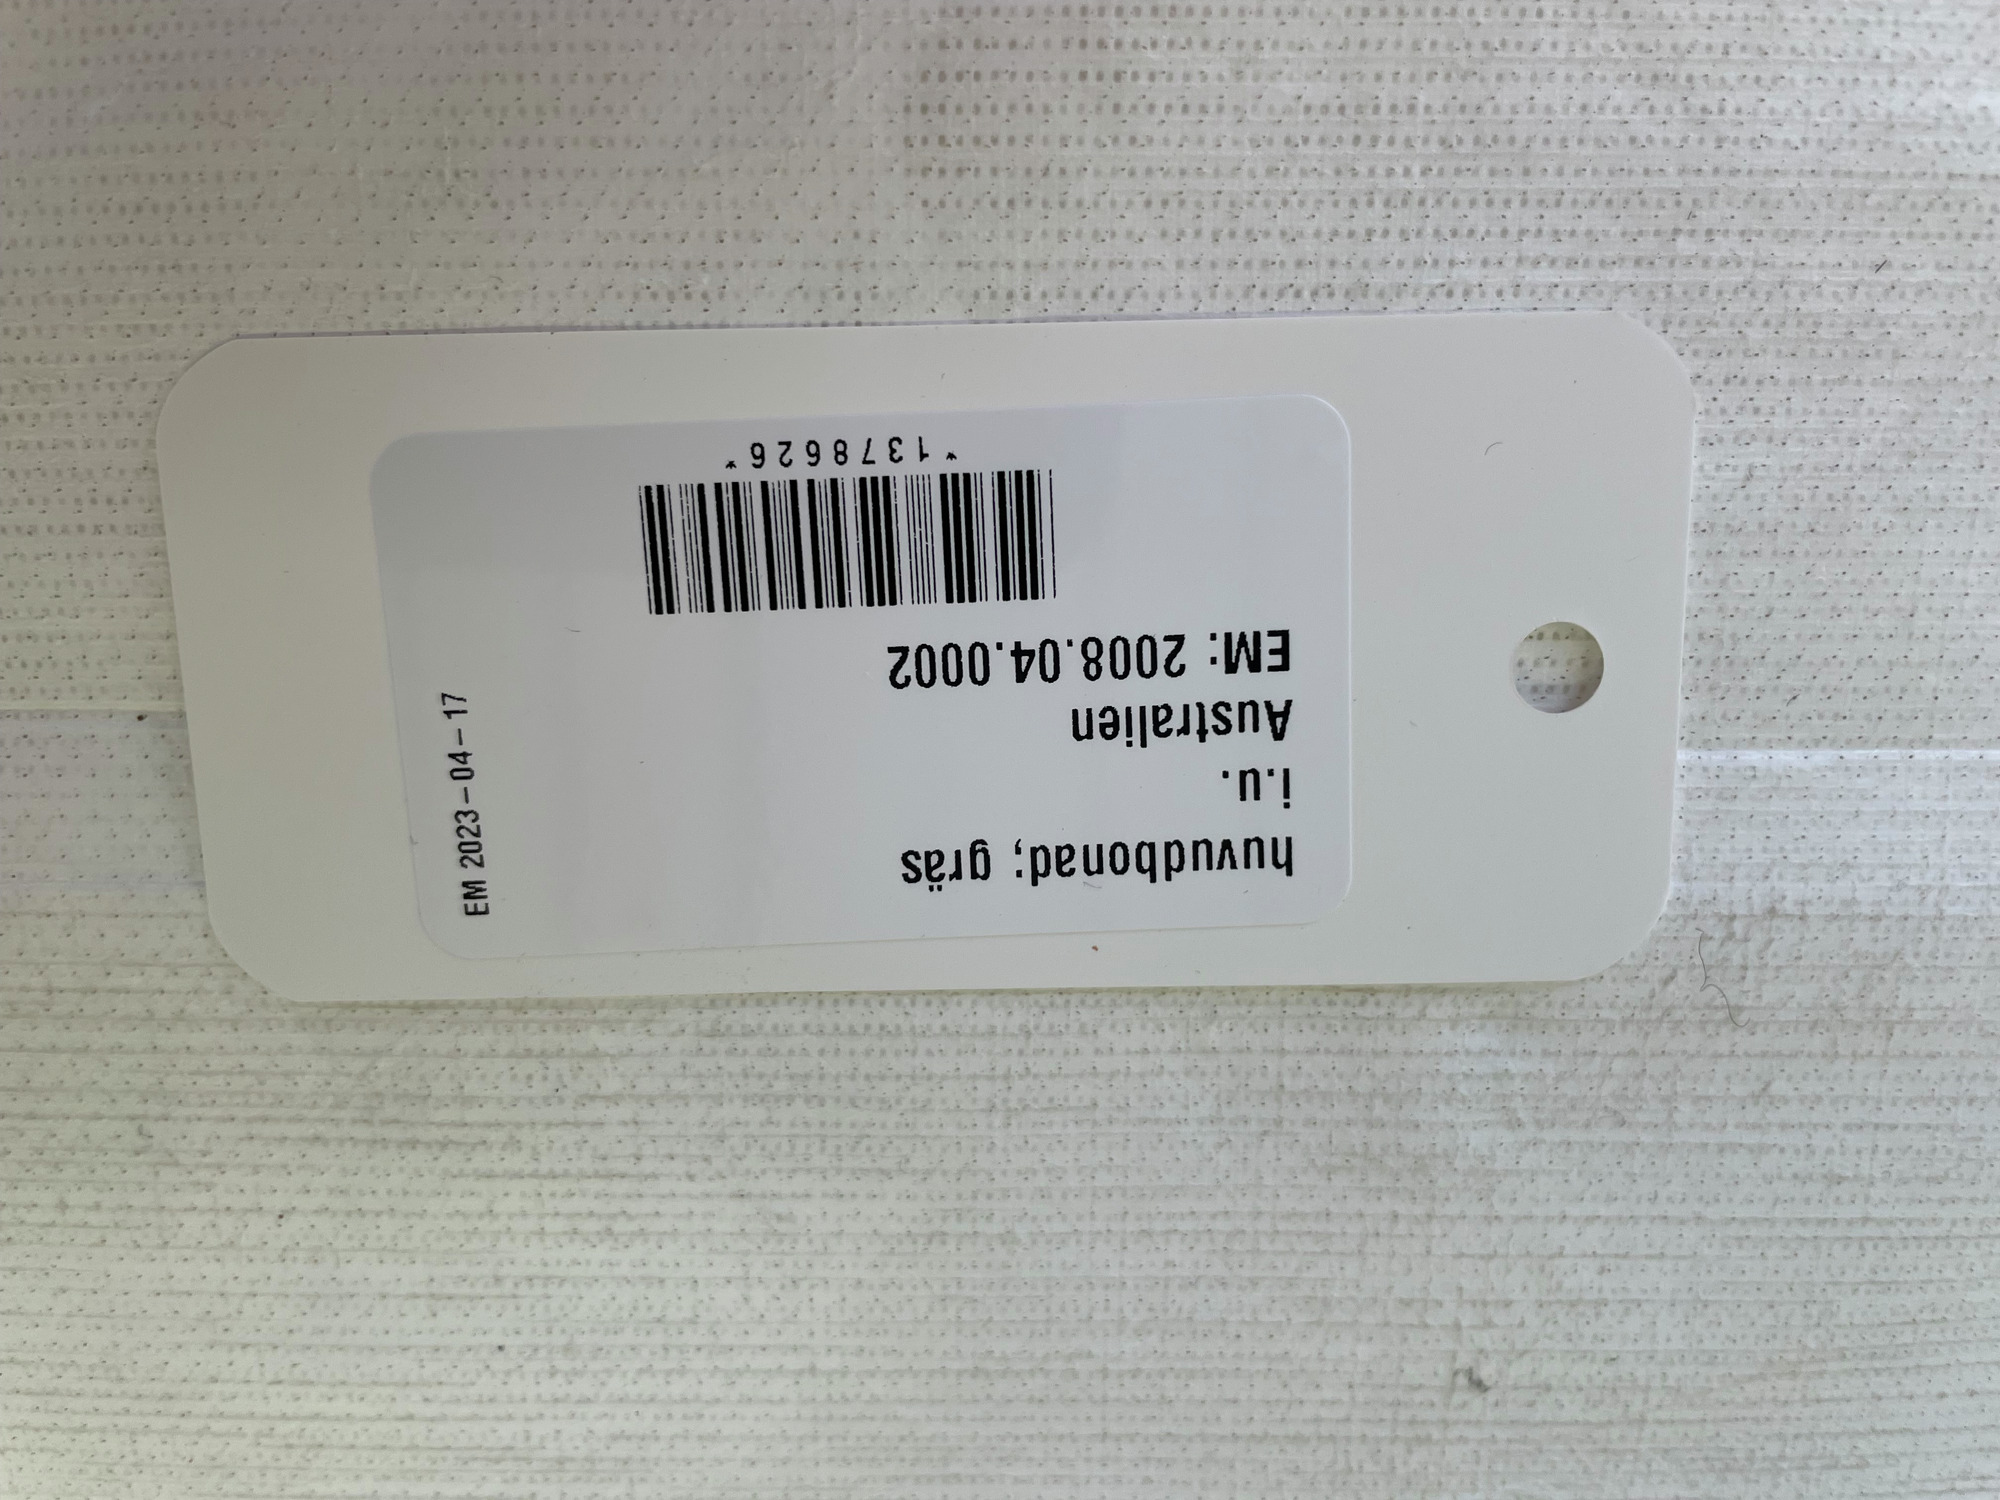 huvudbonad; gräs
i.u.
Australien
EM: 2008.04.0002
*1378626*
EM 2023-04-17